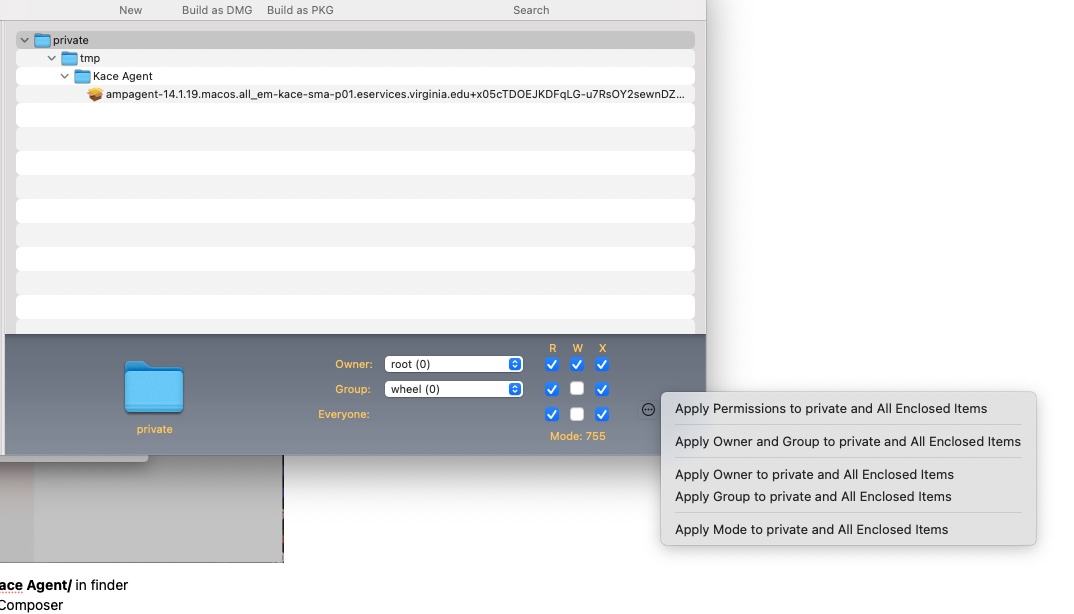 New Build as DMG Build as PKG Search
private
tmp
Kace Agent
ampagent-14.1.19.macos.all_em-kace-sma-p01.eservices.virginia.edu+x05cTDOEJKDFqLG-u7RsOY2sewnDZ...
R W X
Owner: root (0)
Group: wheel (0)
Everyone:
Mode: 755
private
Apply Permissions to private and All Enclosed Items
Apply Owner and Group to private and All Enclosed Items
Apply Owner to private and All Enclosed Items
Apply Group to private and All Enclosed Items
Apply Mode to private and All Enclosed Items
ace Agent/ in finder
Composer